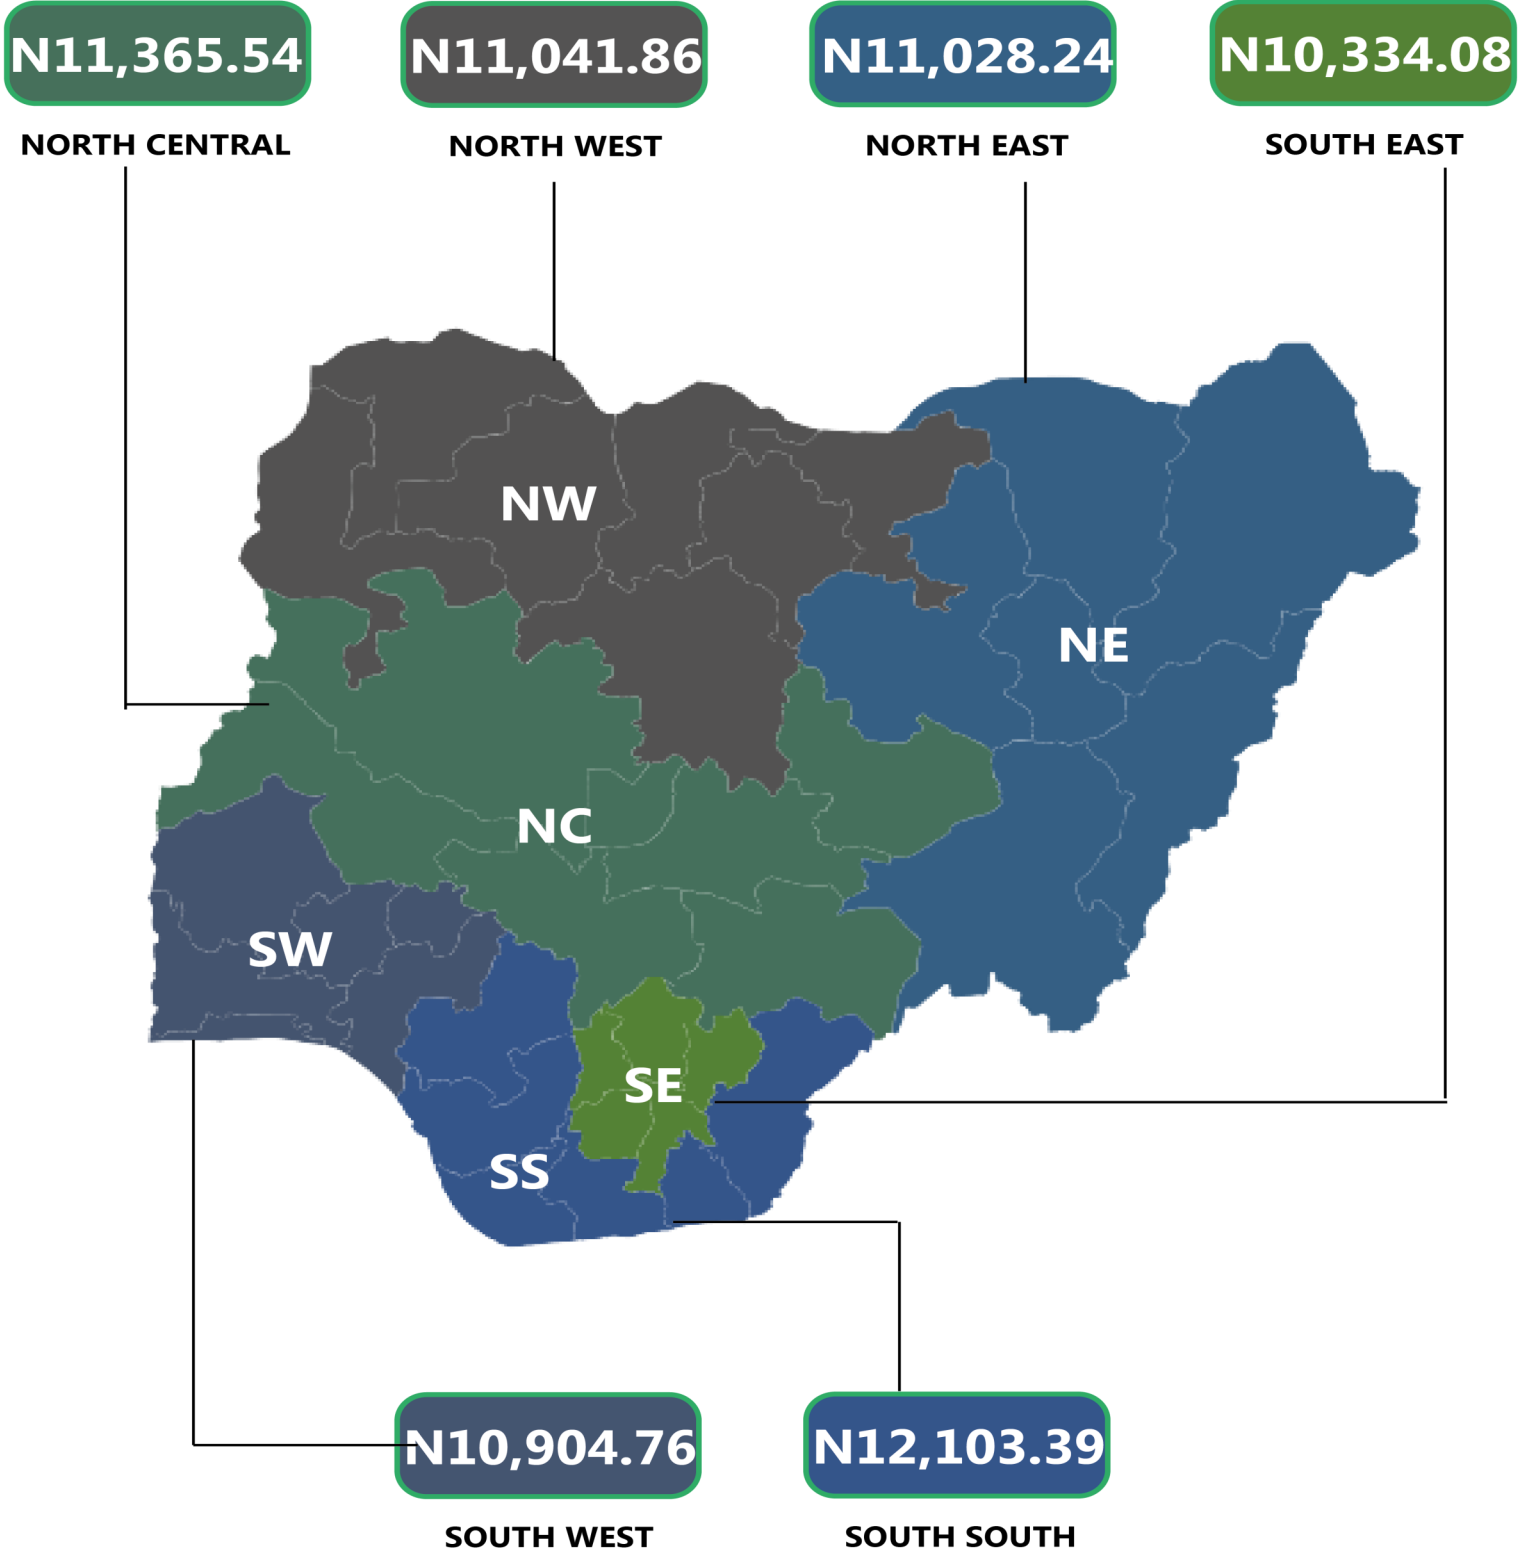 N11,365.54
N11,041.86
N11,028.24
N10,334.08
NORTH CENTRAL
NORTH WEST
NORTH EAST
SOUTH EAST
NW
NE
NC
SW
SE
SS
N10,904.76
N12,103.39
SOUTH WEST
SOUTH SOUTH